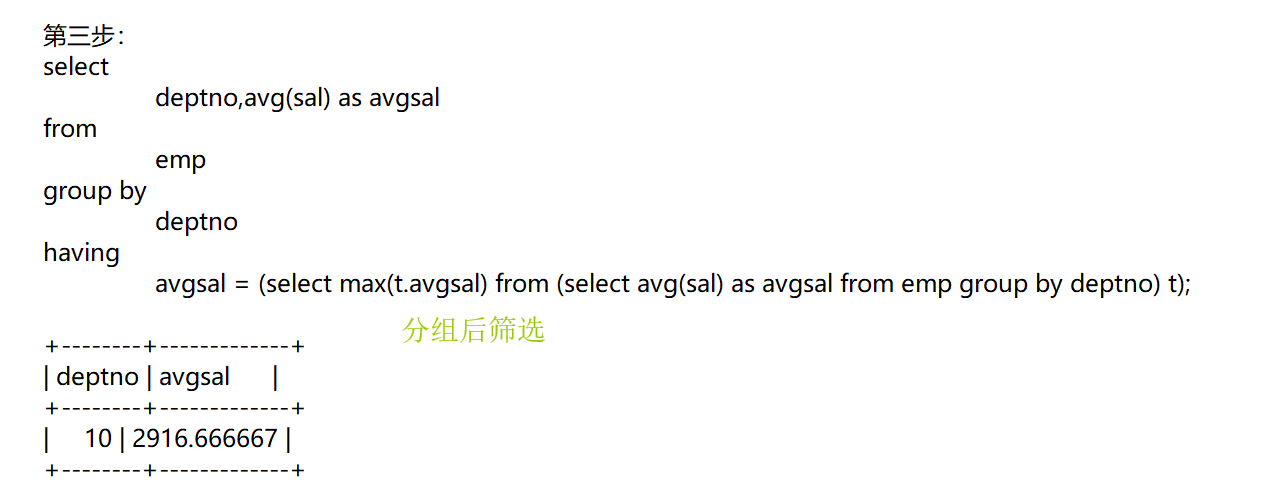 第三步：
select
deptno,avg(sal) as avgsal
from
emp
group by
deptno
having
avgsal = (select max(t.avgsal) from (select avg(sal) as avgsal from emp group by deptno) t);
分组后筛选
+--------+-------------+
| deptno | avgsal      |
+--------+-------------+
|     10 | 2916.666667 |
+--------+-------------+